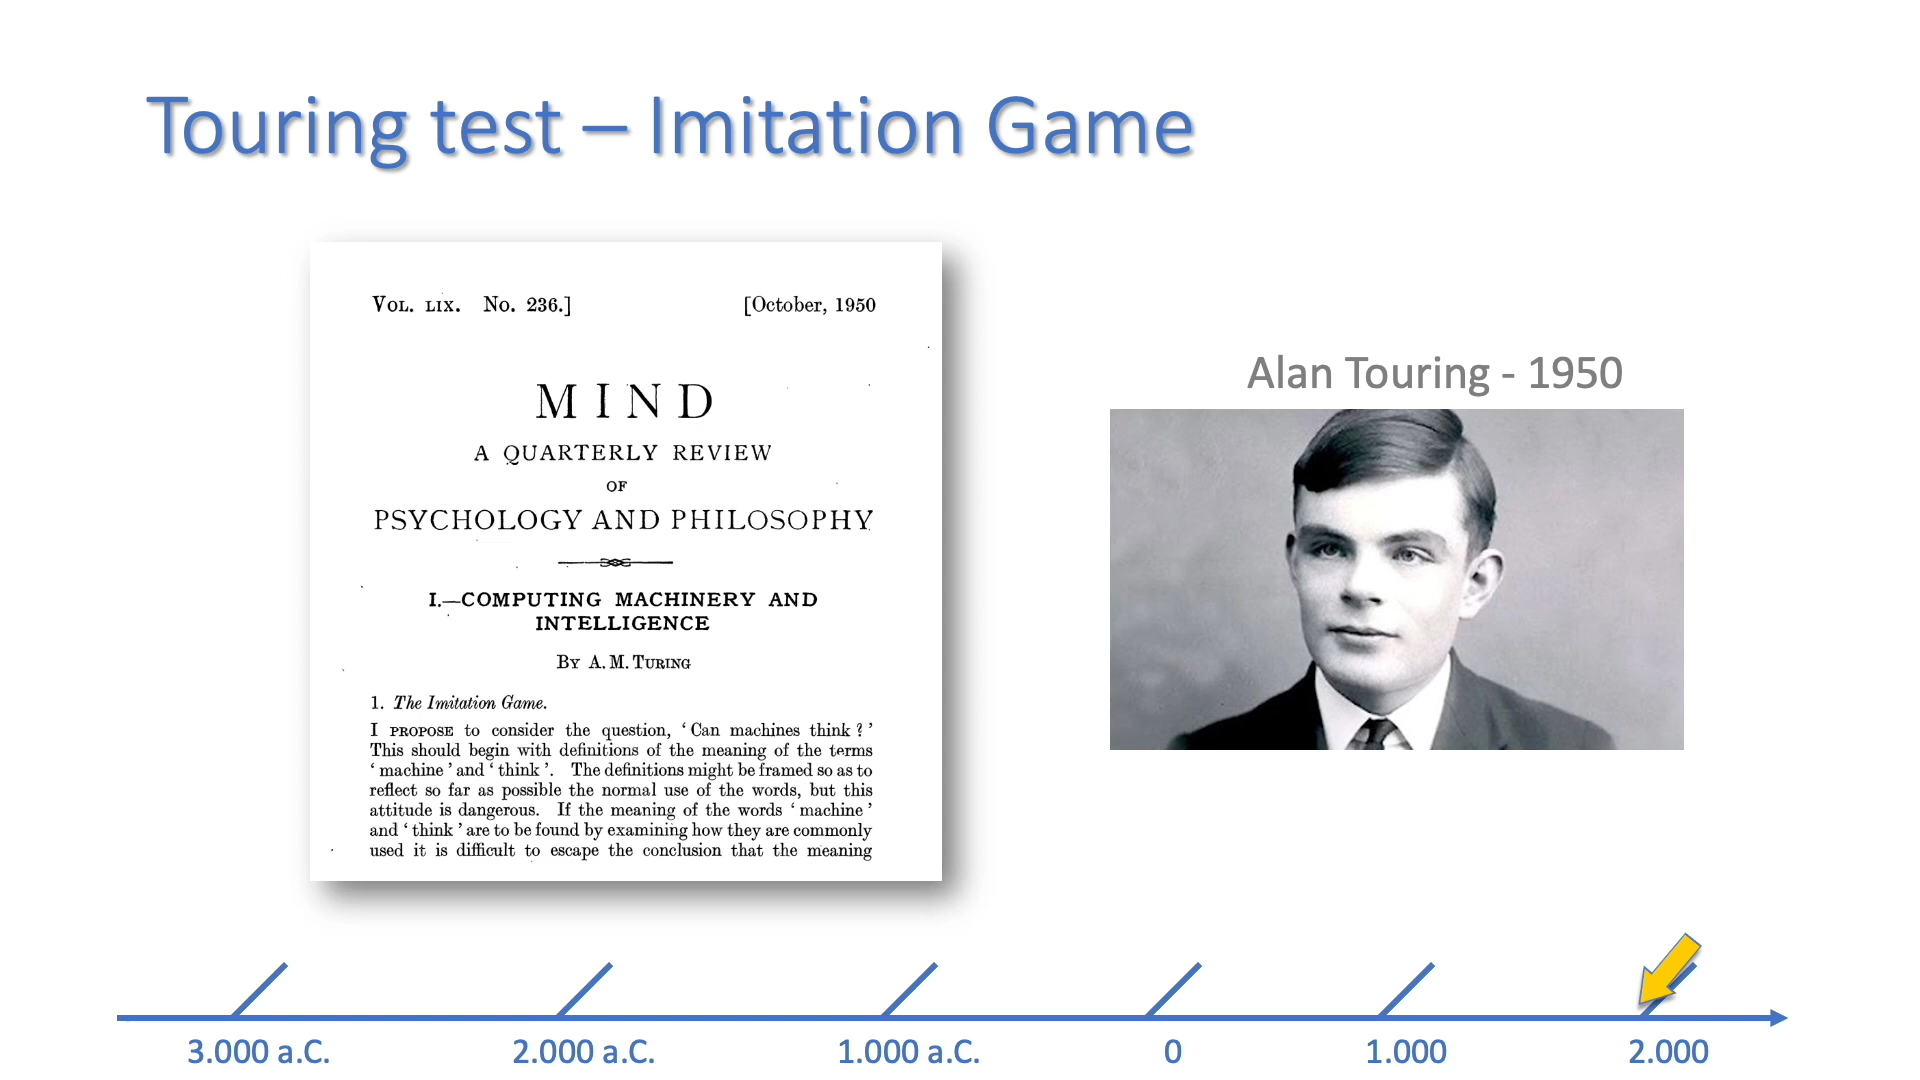 Touring test – Imitation Game
VOL. LIX. No. 236.] [October, 1950
MIND
A QUARTERLY REVIEW
OF
PSYCHOLOGY AND PHILOSOPHY
I.—COMPUTING MACHINERY AND
INTELLIGENCE
BY A. M. TURING
1. The Imitation Game.
I PROPOSE to consider the question, ‘Can machines think?’
This should begin with definitions of the meaning of the terms
‘machine’ and ‘think’. The definitions might be framed so as to
reflect so far as possible the normal use of the words, but this
attitude is dangerous. If the meaning of the words ‘machine’
and ‘think’ are to be found by examining how they are commonly
used it is difficult to escape the conclusion that the meaning
Alan Touring - 1950
3.000 a.C. 2.000 a.C. 1.000 a.C. 0 1.000 2.000